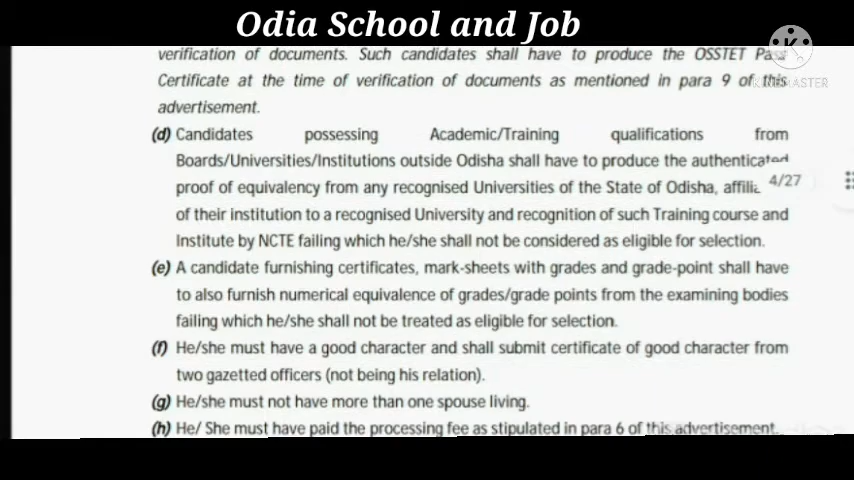 Odia School and Job
verification of documents. Such candidates shall have to produce the OSSTET Pass
Certificate at the time of verification of documents as mentioned in para 9 of this
KINEMASTER
advertisement.
(d) Candidates possessing Academic/Training qualifications from
Boards/Universities/Institutions outside Odisha shall have to produce the authenticated
proof of equivalency from any recognised Universities of the State of Odisha,
4/27
of their institution to a recognised University and recognition of such Training course and
Institute by NCTE failing which he/she shall not be considered as eligible for selection.
(e) A candidate furnishing certificates, mark-sheets with grades and grade-point shall have
to also furnish numerical equivalence of grades/grade points from the examining bodies
failing which he/she shall not be treated as eligible for selection.
(f) He/she must have a good character and shall submit certificate of good character from
two gazetted officers (not being his relation).
(g) He/she must not have more than one spouse living.
(h) He/ She must have paid the processing fee as stipulated in para 6 of this advertisement.